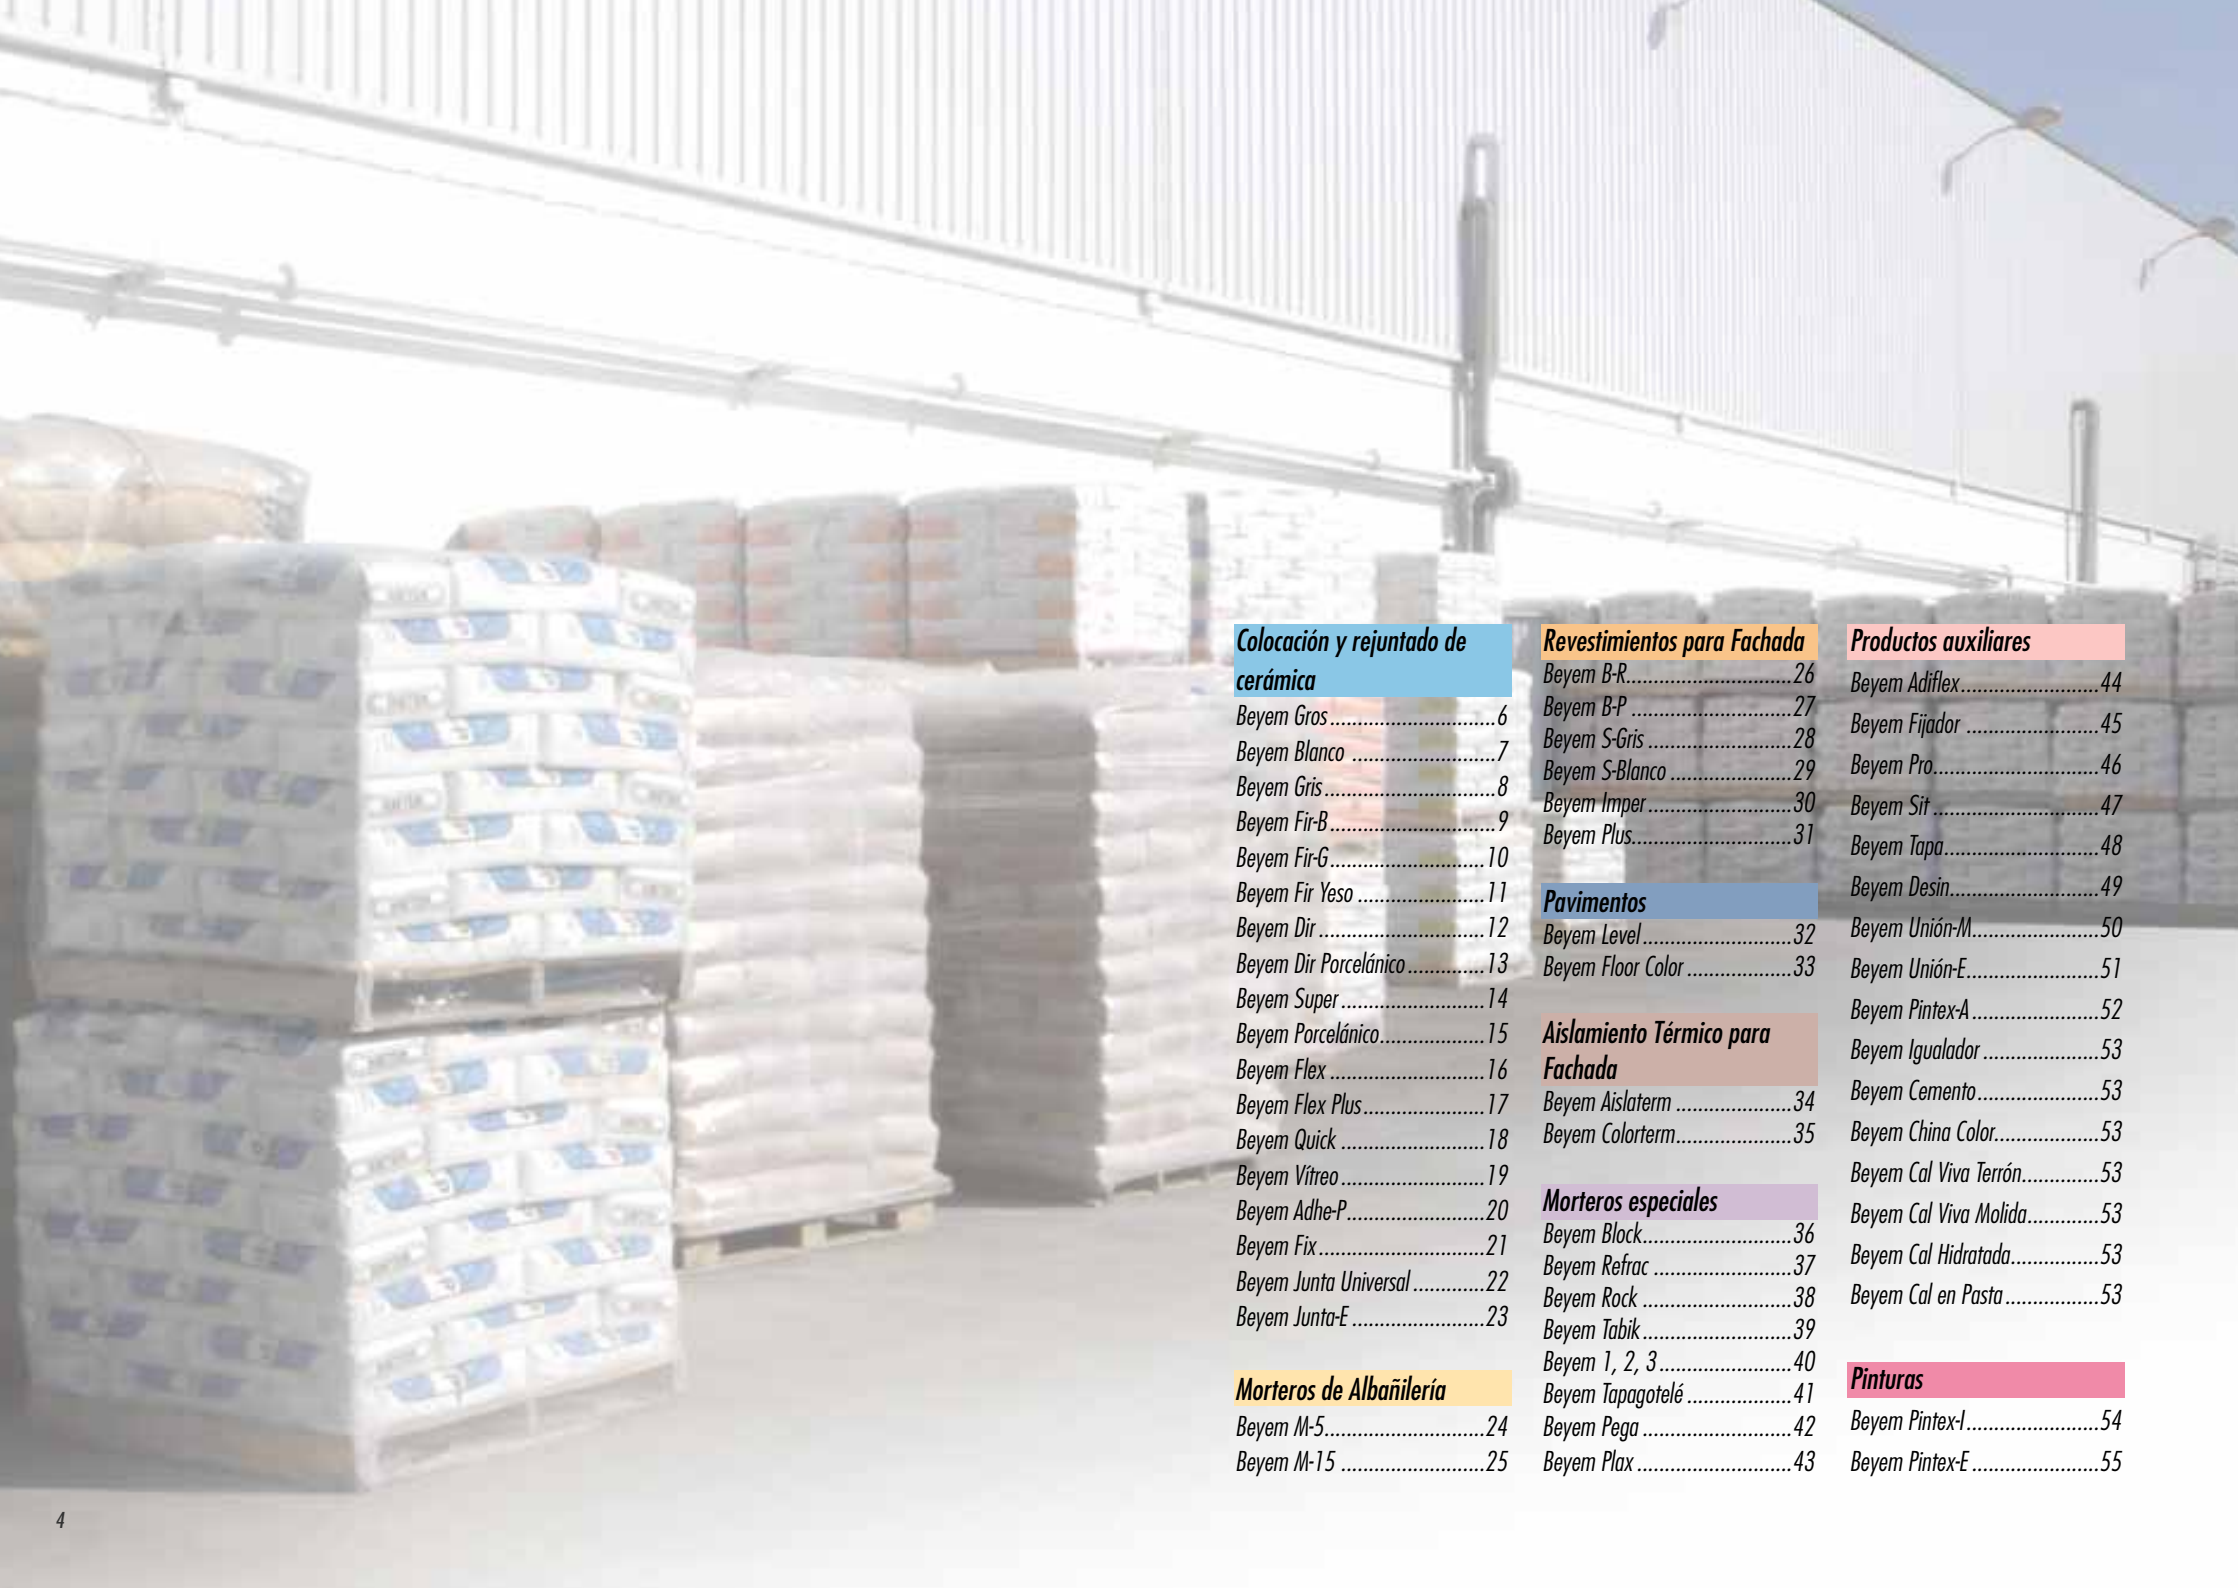 Colocación y rejuntado de
cerámica
Beyem Gros..............................6
Beyem Blanco ..........................7
Beyem Gris...............................8
Beyem Fir-B..............................9
Beyem Fir-G............................10
Beyem Fir Yeso .......................11
Beyem Dir..............................12
Beyem Dir Porcelánico..............13
Beyem Super..........................14
Beyem Porcelánico...................15
Beyem Flex ............................16
Beyem Flex Plus......................17
Beyem Quick ..........................18
Beyem Vítreo..........................19
Beyem Adhe-P.........................20
Beyem Fix..............................21
Beyem Junta Universal.............22
Beyem Junta-E ........................23
Morteros de Albañilería
Beyem M-5.............................24
Beyem M-15 ..........................25
Revestimientos para Fachada
Beyem B-R..............................26
Beyem B-P .............................27
Beyem S-Gris ..........................28
Beyem S-Blanco ......................29
Beyem Imper..........................30
Beyem Plus.............................31
Pavimentos
Beyem Level...........................32
Beyem Floor Color ...................33
Aislamiento Térmico para
Fachada
Beyem Aislaterm .....................34
Beyem Colorterm.....................35
Morteros especiales
Beyem Block...........................36
Beyem Refrac .........................37
Beyem Rock ...........................38
Beyem Tabik...........................39
Beyem 1, 2, 3........................40
Beyem Tapagotelé ...................41
Beyem Pega ...........................42
Beyem Plax ............................43
Productos auxiliares
Beyem Adiflex.........................44
Beyem Fijador ........................45
Beyem Pro..............................46
Beyem Sit ..............................47
Beyem Tapa............................48
Beyem Desin...........................49
Beyem Unión-M.......................50
Beyem Unión-E........................51
Beyem Pintex-A.......................52
Beyem Igualador .....................53
Beyem Cemento......................53
Beyem China Color...................53
Beyem Cal Viva Terrón..............53
Beyem Cal Viva Molida.............53
Beyem Cal Hidratada................53
Beyem Cal en Pasta.................53
Pinturas
Beyem Pintex-I........................54
Beyem Pintex-E.......................55
4